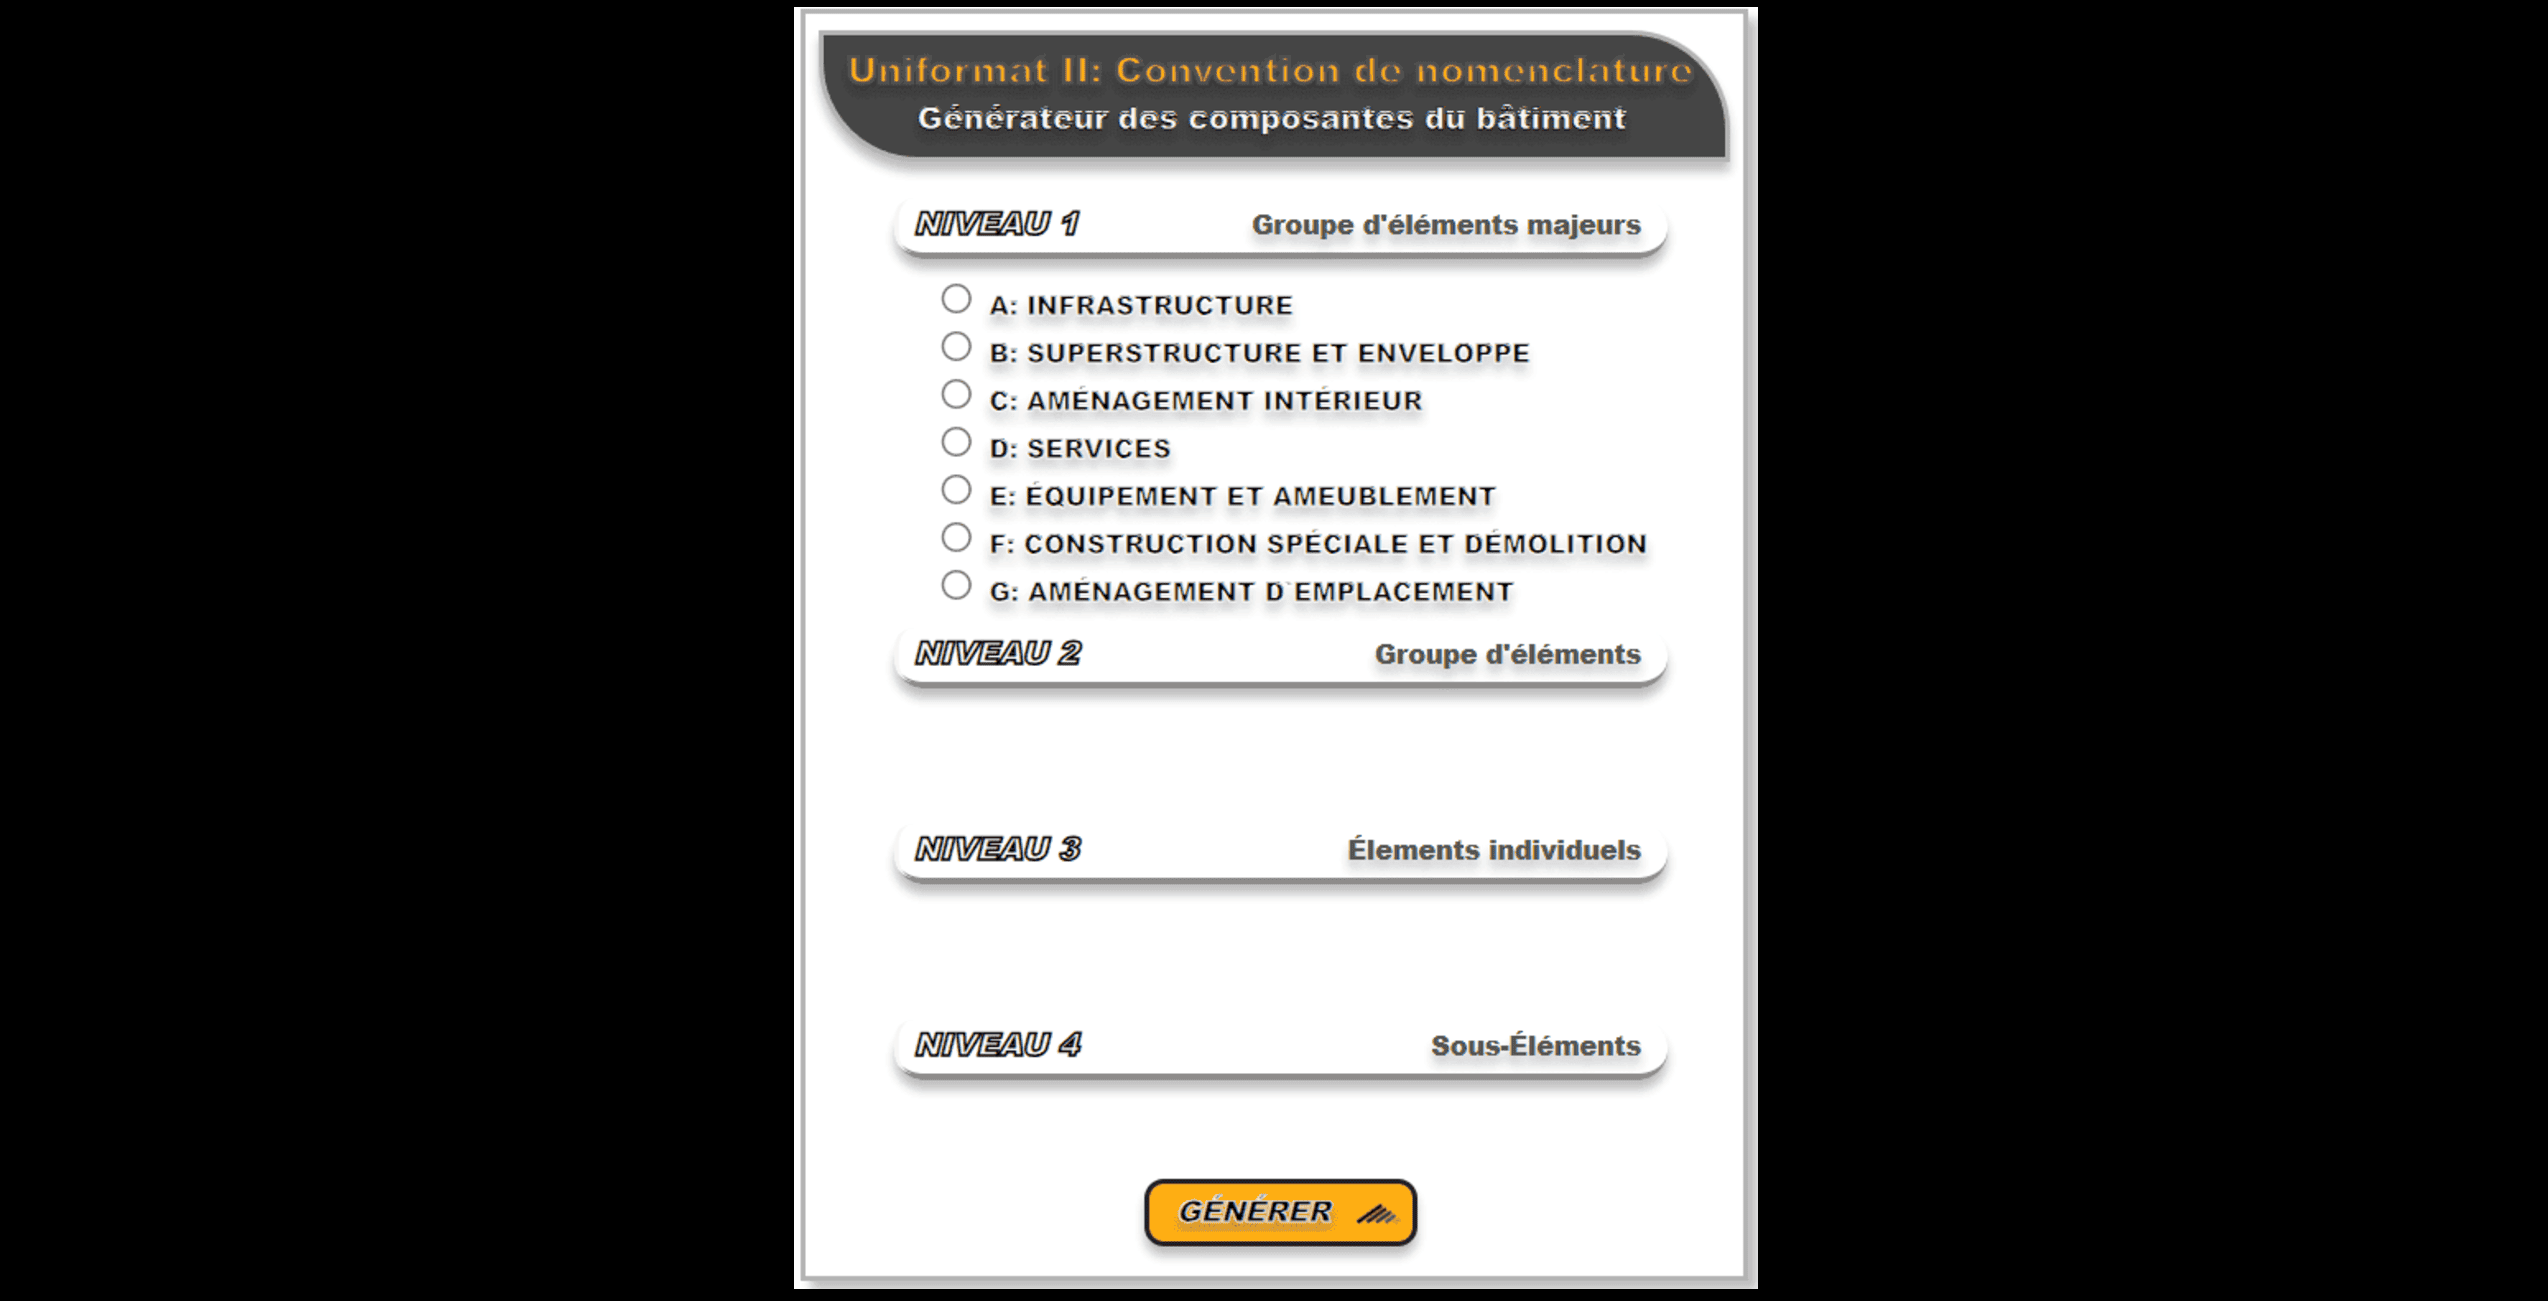 Uniformat II: Convention de nomenclature
Générateur des composantes du bâtiment
NIVEAU 1 Groupe d'éléments majeurs
A: INFRASTRUCTURE
B: SUPERSTRUCTURE ET ENVELOPPE
C: AMÉNAGEMENT INTÉRIEUR
D: SERVICES
E: ÉQUIPEMENT ET AMEUBLEMENT
F: CONSTRUCTION SPÉCIALE ET DÉMOLITION
G: AMÉNAGEMENT D`EMPLACEMENT
NIVEAU 2 Groupe d'éléments
NIVEAU 3 Élements individuels
NIVEAU 4 Sous-Éléments
GÉNÉRER